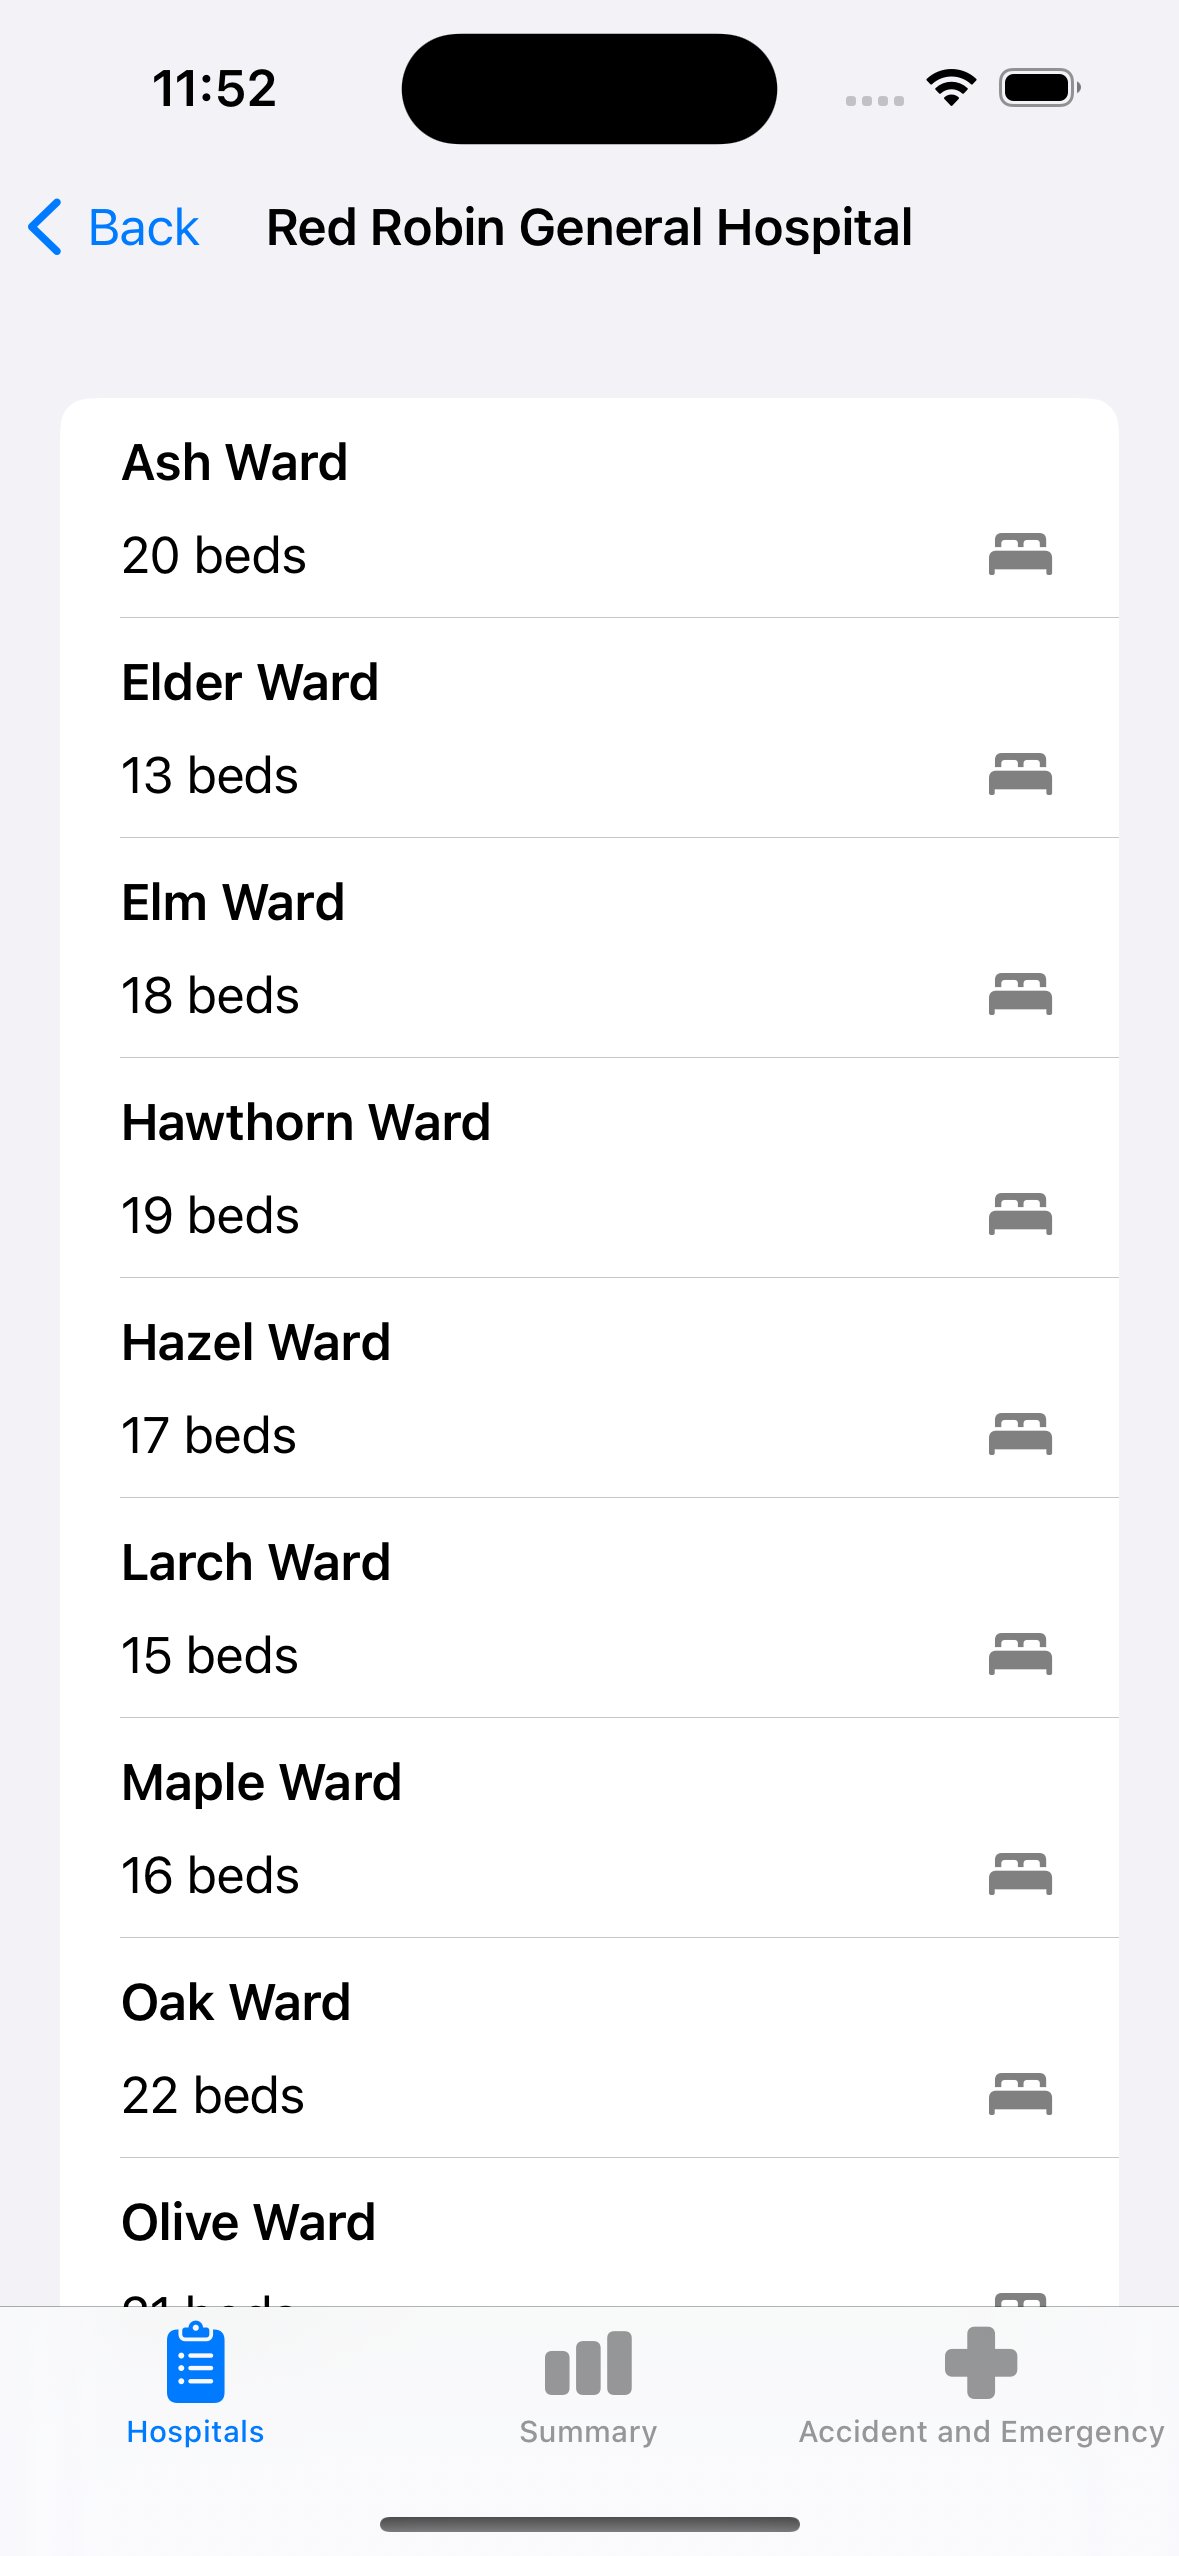 11:52
Back
Red Robin General Hospital
Ash Ward
20 beds
Elder Ward
13 beds
Elm Ward
18 beds
Hawthorn Ward
19 beds
Hazel Ward
17 beds
Larch Ward
15 beds
Maple Ward
16 beds
Oak Ward
22 beds
Olive Ward
Hospitals
Summary
Accident and Emergency